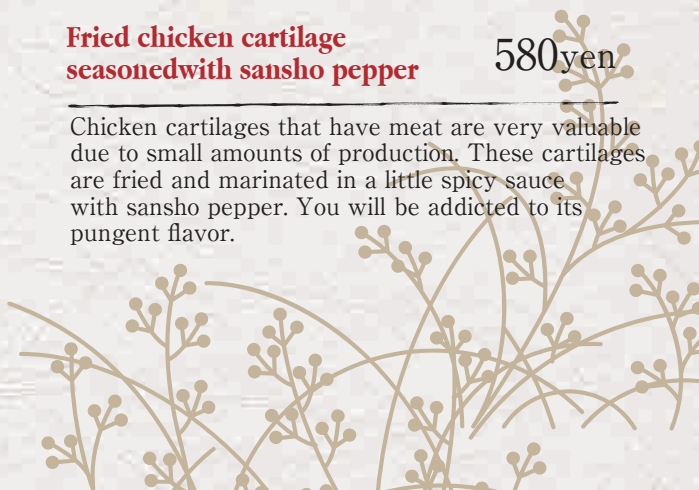 Fried chicken cartilage
seasonedwith sansho pepper
580yen
Chicken cartilages that have meat are very valuable
due to small amounts of production. These cartilages
are fried and marinated in a little spicy sauce
with sansho pepper. You will be addicted to its
pungent flavor.